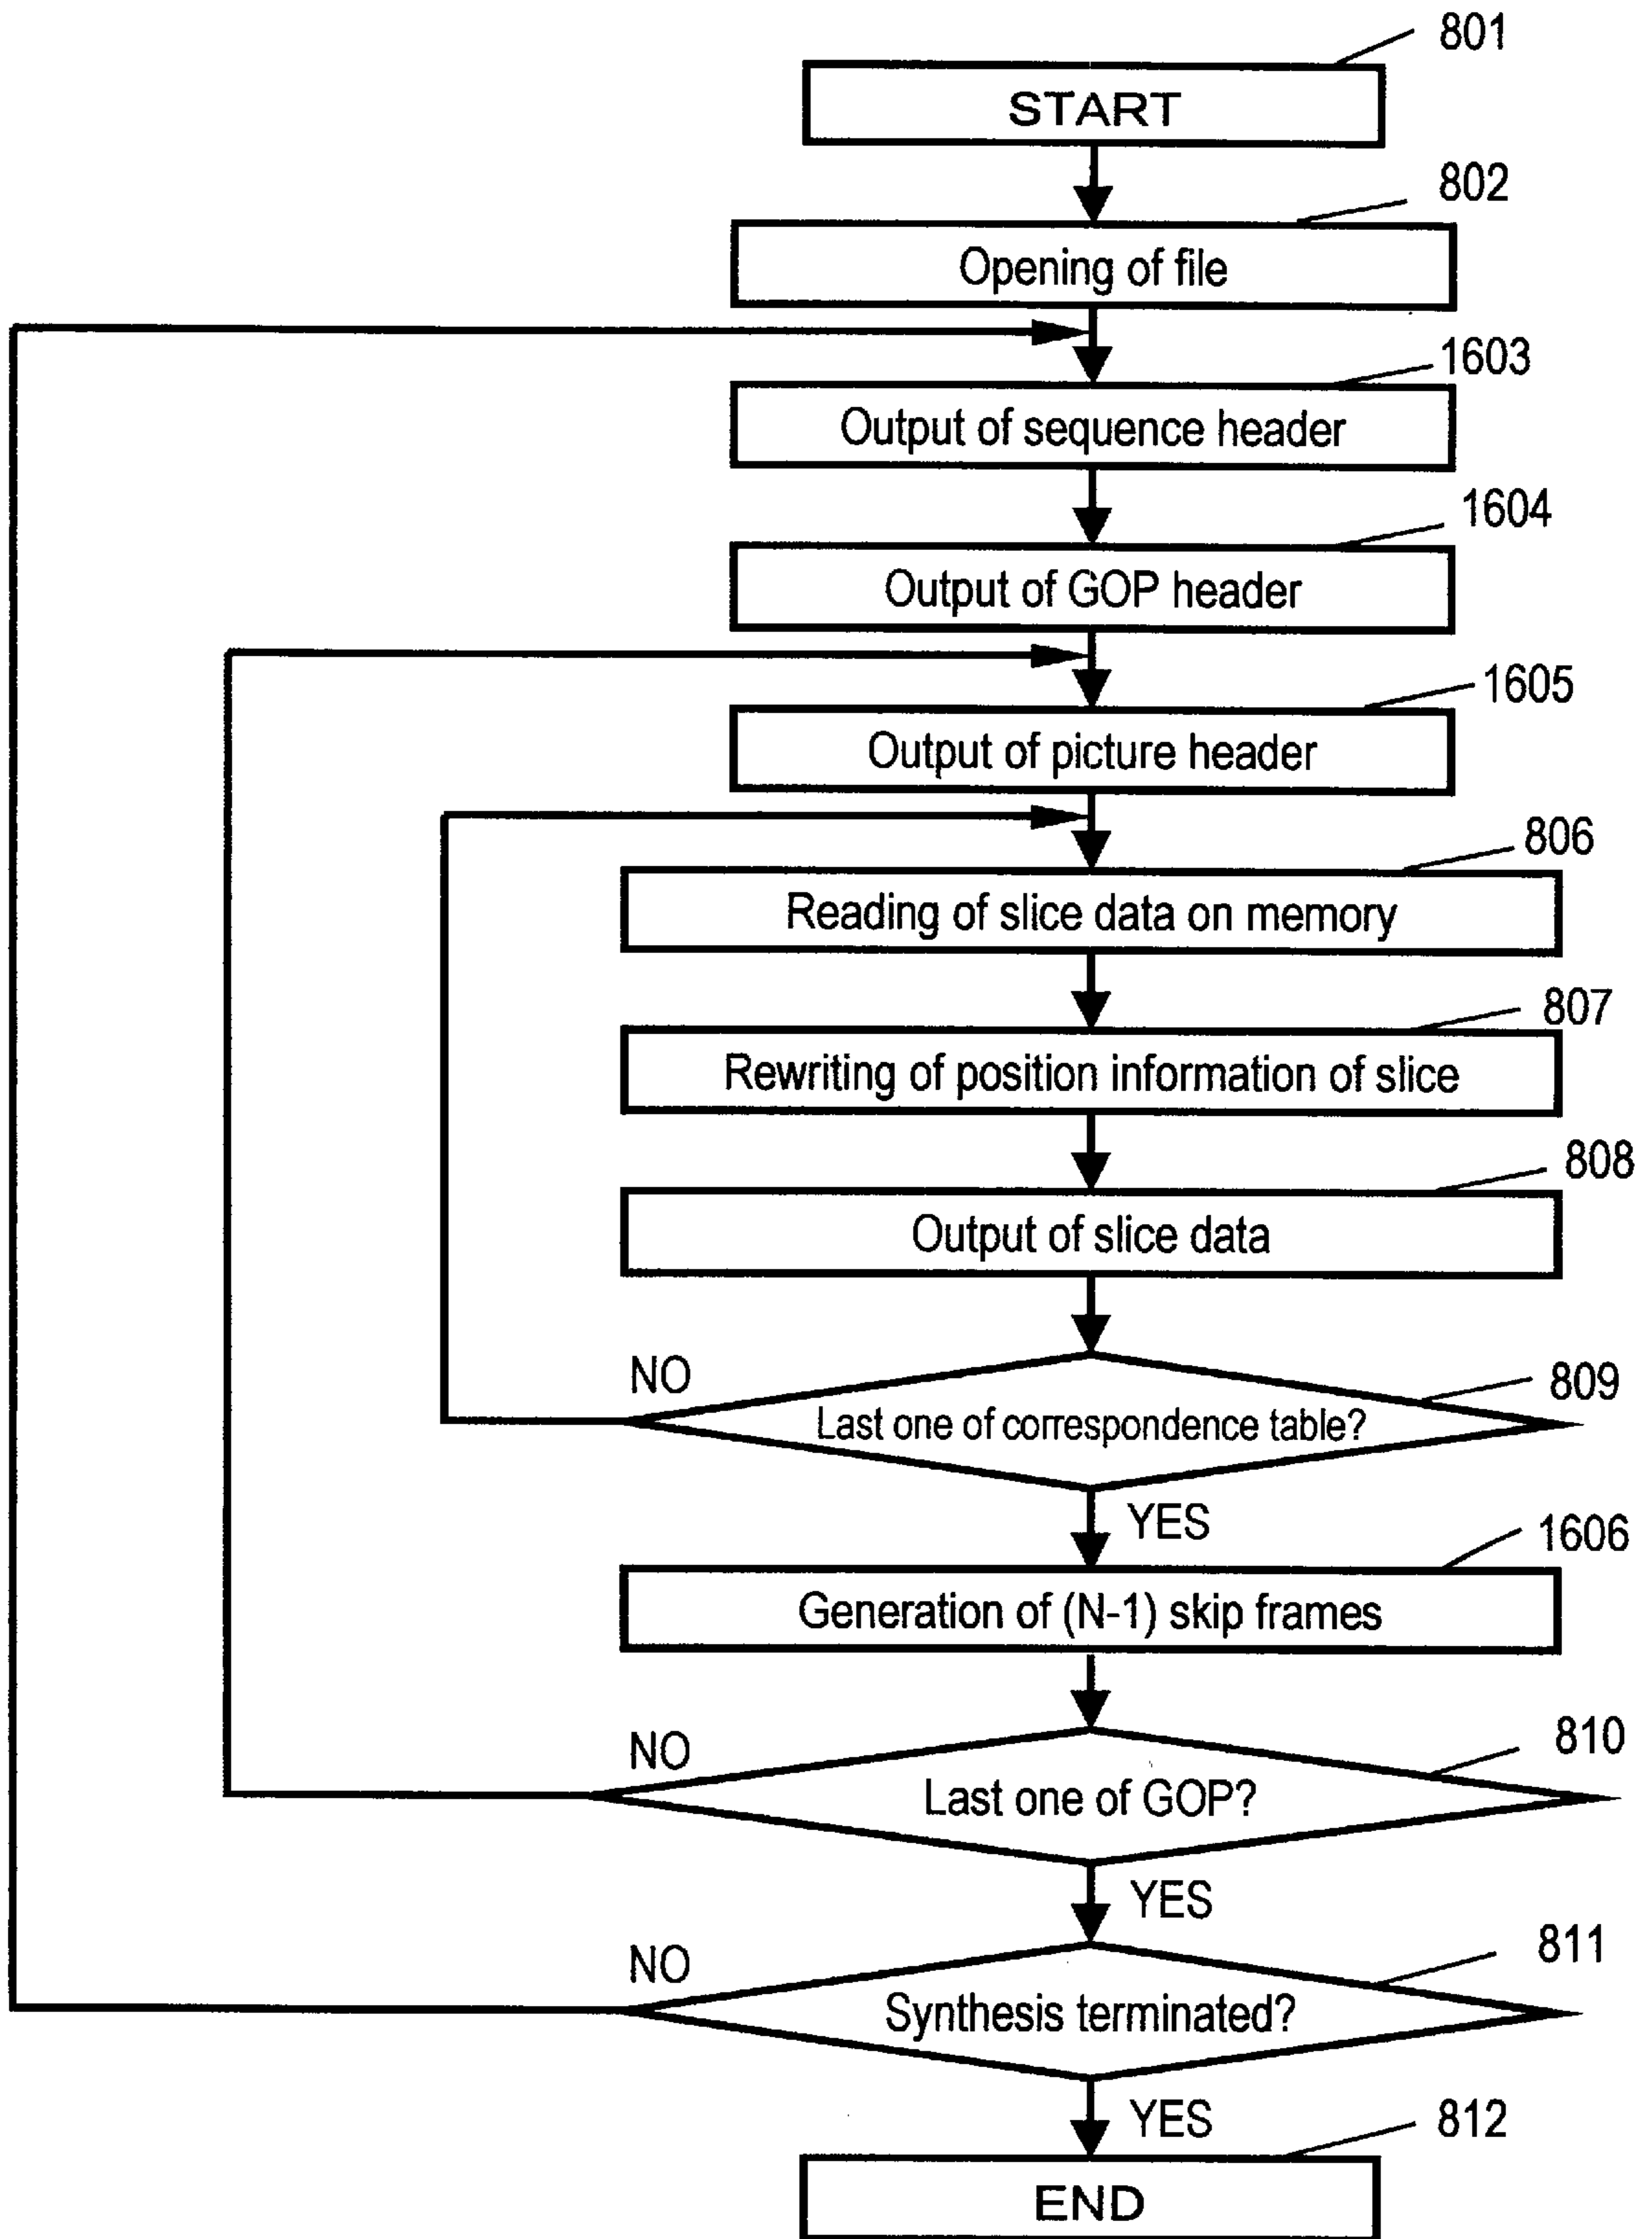 801
START
802
Opening of file
1603
Output of sequence header
1604
Output of GOP header
1605
Output of picture header
806
Reading of slice data on memory
807
Rewriting of position information of slice
808
Output of slice data
NO
809
Last one of correspondence table?
YES
1606
Generation of (N-1) skip frames
NO
810
Last one of GOP?
YES
NO
811
Synthesis terminated?
YES
812
END